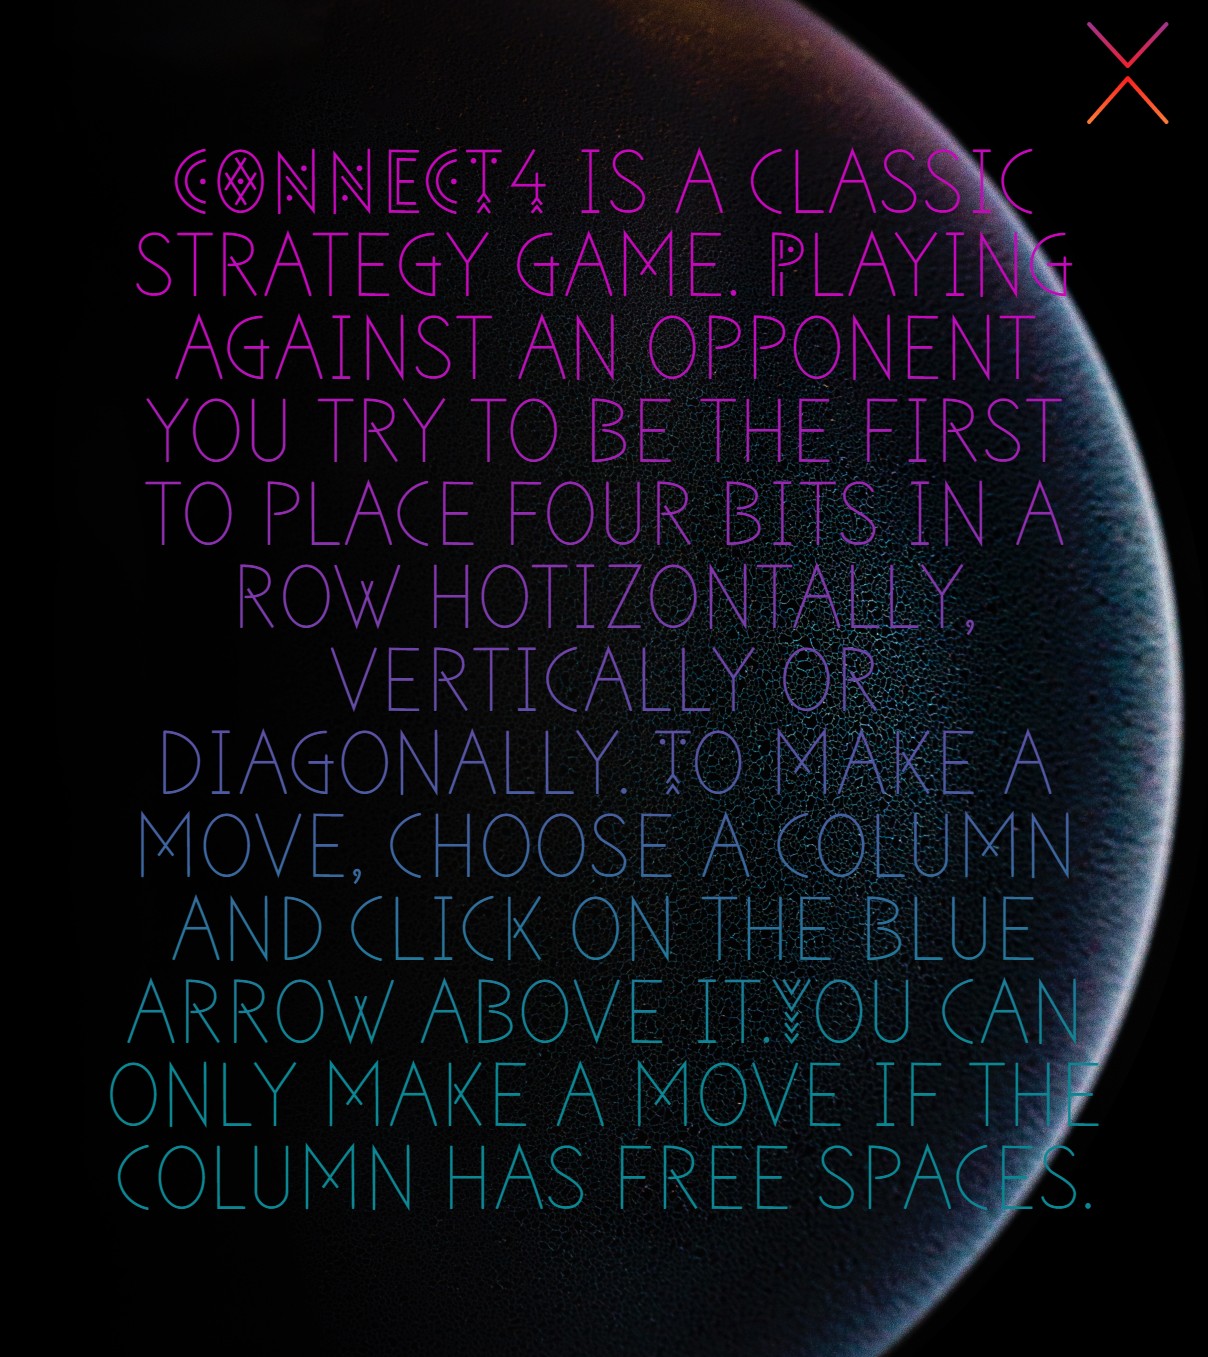 CONNECT4 IS A CLASSIC
STRATEGY GAME. PLAYING
AGAINST AN OPPONENT
YOU TRY TO BE THE FIRST
TO PLACE FOUR BITS IN A
ROW HOTIZONTALLY,
VERTICALLY OR
DIAGONALLY. TO MAKE A
MOVE, CHOOSE A COLUMN
AND CLICK ON THE BLUE
ARROW ABOVE IT.YOU CAN
ONLY MAKE A MOVE IF THE
COLUMN HAS FREE SPACES.